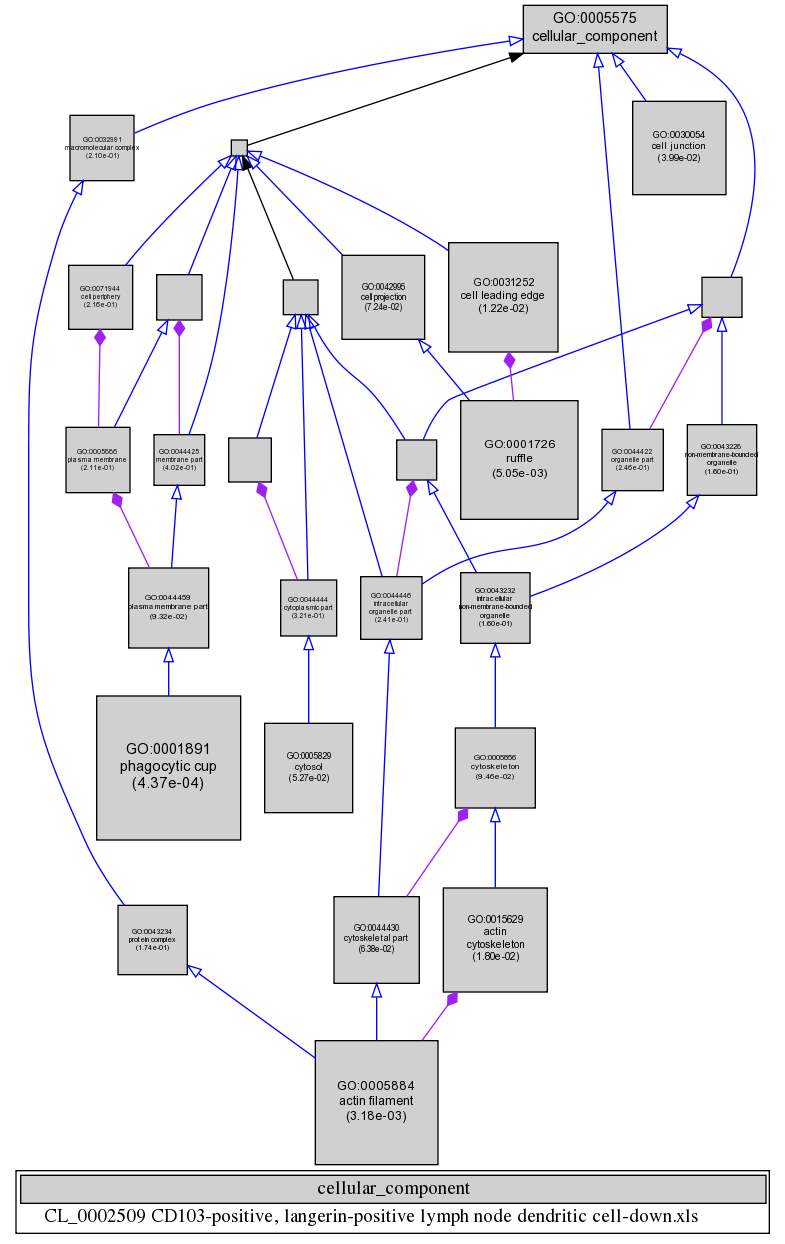 GO:0005575
cellular_component
GO:0030054
cell junction
(3.99e-02)
GO:0032991
macromolecular complex
(2.10e-01)
GO:0071944
cell periphery
(2.16e-01)
GO:0042995
cell projection
(7.24e-02)
GO:0031252
cell leading edge
(1.22e-02)
GO:0005886
plasma membrane
(2.11e-01)
GO:0044425
membrane part
(4.02e-01)
GO:0001726
ruffle
(5.05e-03)
GO:0044422
organelle part
(2.46e-01)
GO:0043228
non-membrane-bounded
organelle
(1.60e-01)
GO:0044459
plasma membrane part
(9.32e-02)
GO:0044444
cytoplasmic part
(3.21e-01)
GO:0044446
intracellular
organelle part
(2.41e-01)
GO:0043232
intracellular
non-membrane-bounded
organelle
(1.60e-01)
GO:0001891
phagocytic cup
(4.37e-04)
GO:0005829
cytosol
(5.27e-02)
GO:0005856
cytoskeleton
(9.46e-02)
GO:0043234
protein complex
(1.74e-01)
GO:0044430
cytoskeletal part
(6.38e-02)
GO:0015629
actin
cytoskeleton
(1.80e-02)
GO:0005884
actin filament
(3.18e-03)
cellular_component
CL_0002509 CD103-positive, langerin-positive lymph node dendritic cell-down.xls